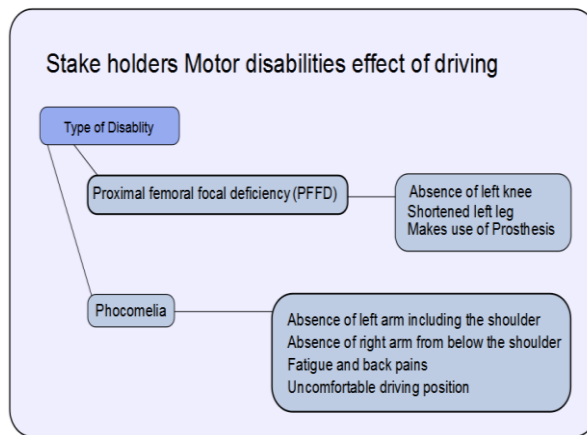 Stake holders Motor disabilities effect of driving
Type of Disablity
Proximal femoral focal deficiency (PFFD)
Absence of left knee
Shortened left leg
Makes use of Prosthesis
Phocomelia
Absence of left arm including the shoulder
Absence of right arm from below the shoulder
Fatigue and back pains
Uncomfortable driving position